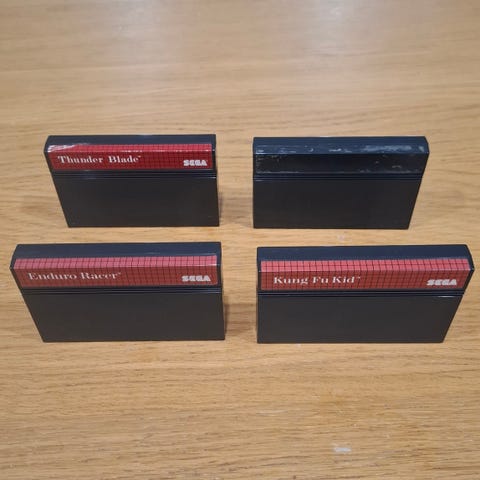 Thunder Blade™
SEGA
Enduro Racer™
SEGA
Kung Fu Kid™
SEGA